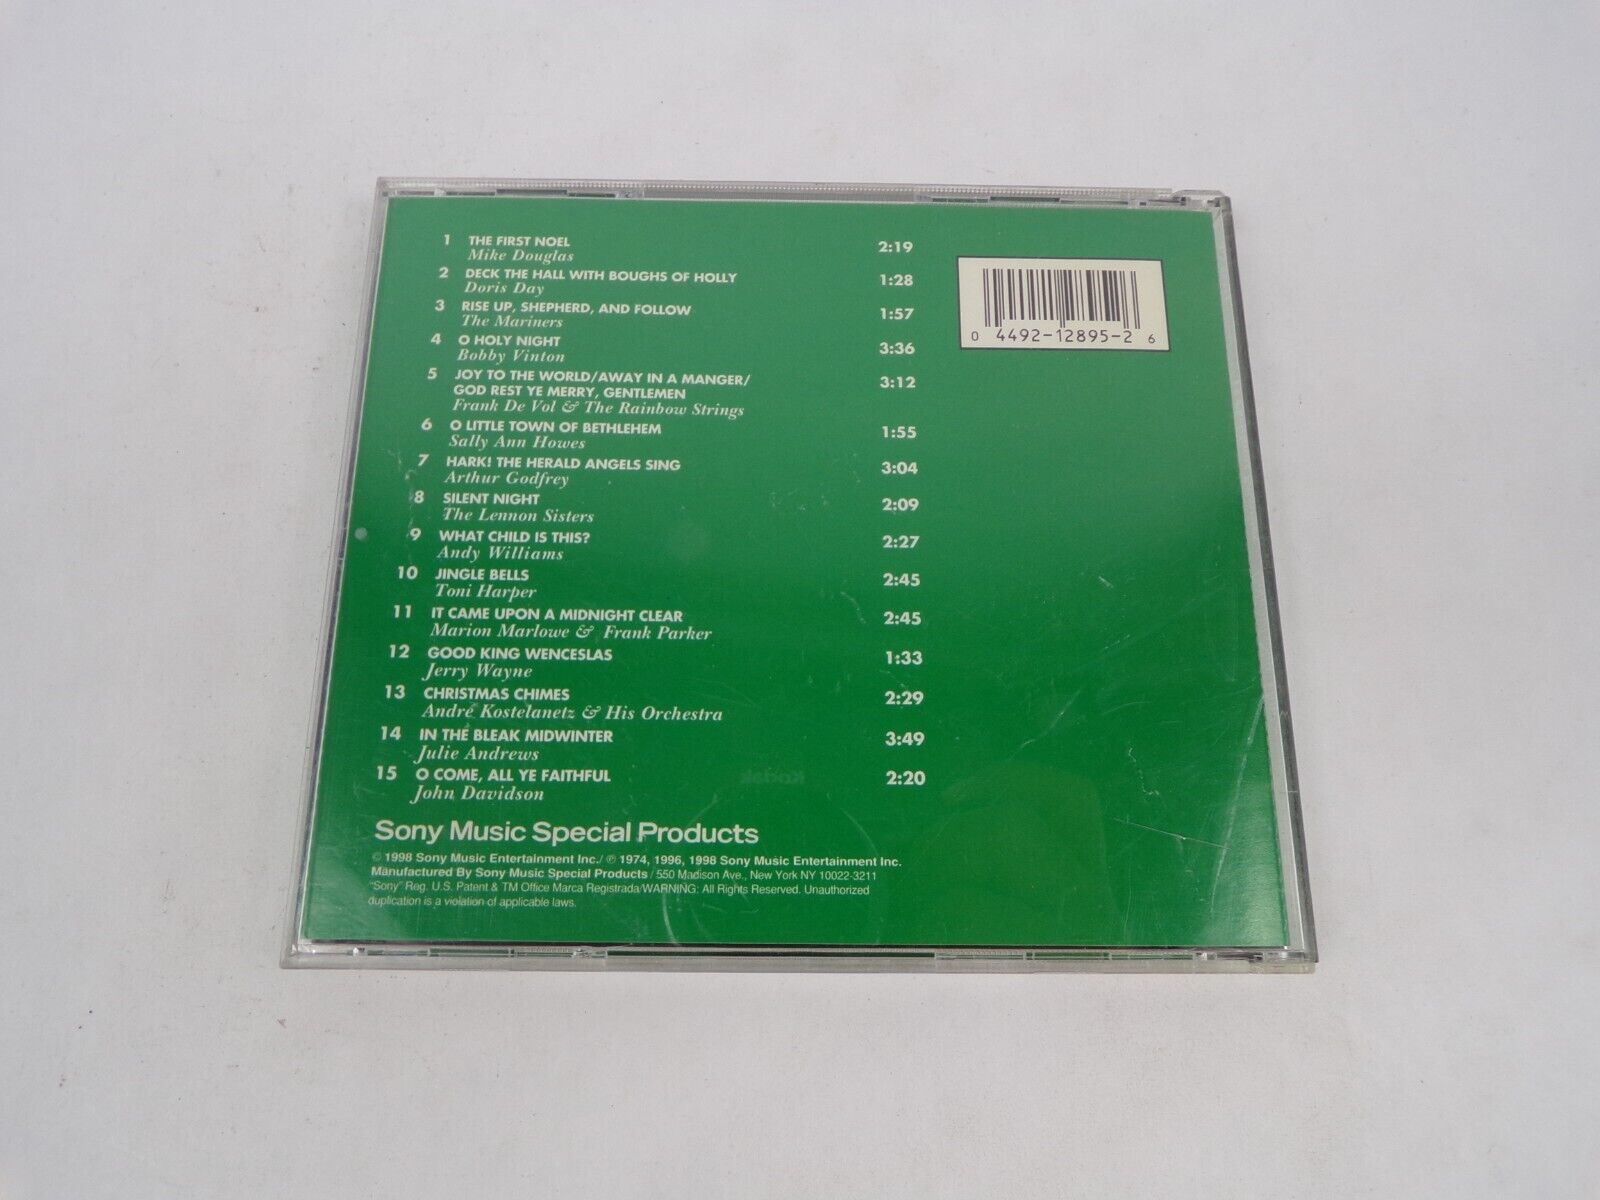 1 THE FIRST NOEL 2:19
Mike Douglas
2 DECK THE HALL WITH BOUGHS OF HOLLY 1:28
Doris Day
3 RISE UP, SHEPHERD, AND FOLLOW 1:57
The Mariners
4 O HOLY NIGHT 3:36
Bobby Vinton
5 JOY TO THE WORLD/AWAY IN A MANGER/ 3:12
GOD REST YE MERRY, GENTLEMEN
Frank De Vol & The Rainbow Strings
6 O LITTLE TOWN OF BETHLEHEM 1:55
Sally Ann Howes
7 HARK! THE HERALD ANGELS SING 3:04
Arthur Godfrey
8 SILENT NIGHT 2:09
The Lennon Sisters
9 WHAT CHILD IS THIS? 2:27
Andy Williams
10 JINGLE BELLS 2:45
Toni Harper
11 IT CAME UPON A MIDNIGHT CLEAR 2:45
Marion Marlowe & Frank Parker
12 GOOD KING WENCESLAS 1:33
Jerry Wayne
13 CHRISTMAS CHIMES 2:29
André Kostelanetz & His Orchestra
14 IN THE BLEAK MIDWINTER 3:49
Julie Andrews
15 O COME, ALL YE FAITHFUL 2:20
John Davidson
0 4492-12895-2 6
Kodak
Sony Music Special Products
© 1998 Sony Music Entertainment Inc./ ℗ 1974, 1996, 1998 Sony Music Entertainment Inc.
Manufactured By Sony Music Special Products / 550 Madison Ave., New York NY 10022-3211
"Sony" Reg. U.S. Patent & TM Office Marca Registrada/WARNING: All Rights Reserved. Unauthorized
duplication is a violation of applicable laws.